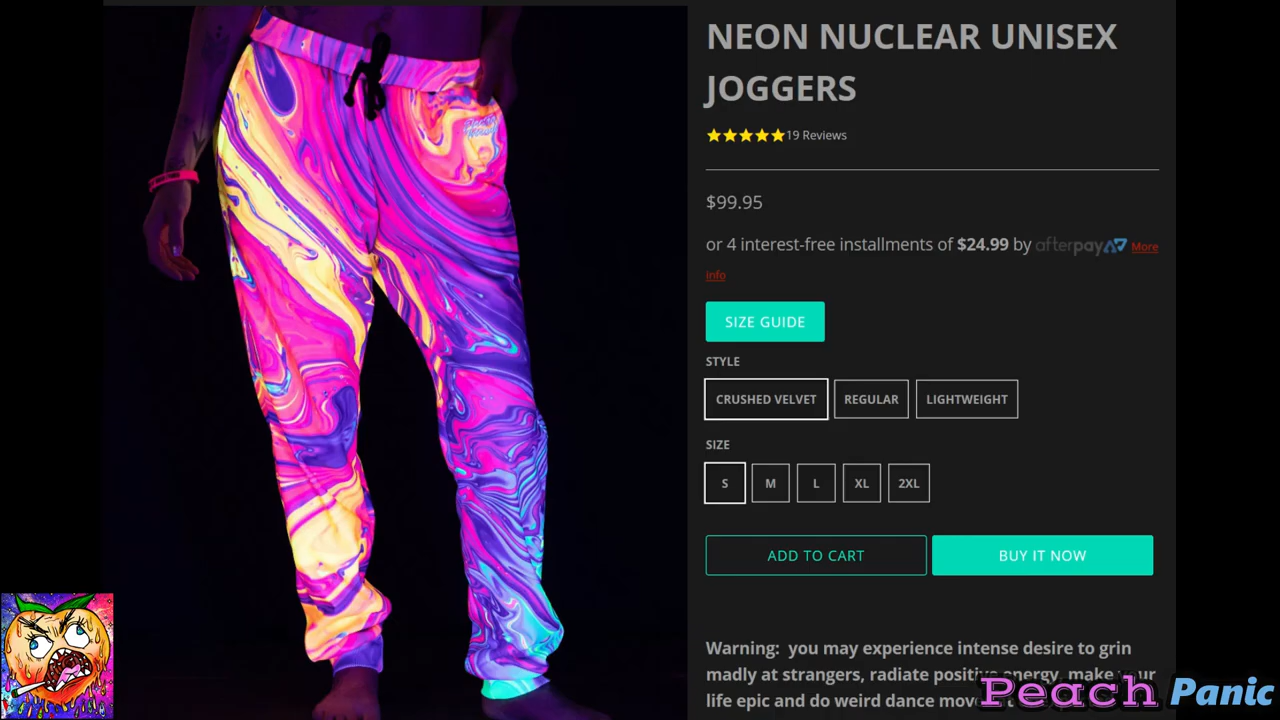 NEON NUCLEAR UNISEX
JOGGERS
19 Reviews
$99.95
or 4 interest-free installments of $24.99 by afterpay More
info
SIZE GUIDE
STYLE
CRUSHED VELVET REGULAR LIGHTWEIGHT
SIZE
S M L XL 2XL
ADD TO CART BUY IT NOW
Warning: you may experience intense desire to grin
madly at strangers, radiate positive energy, make your
life epic and do weird dance moves
Peach Panic